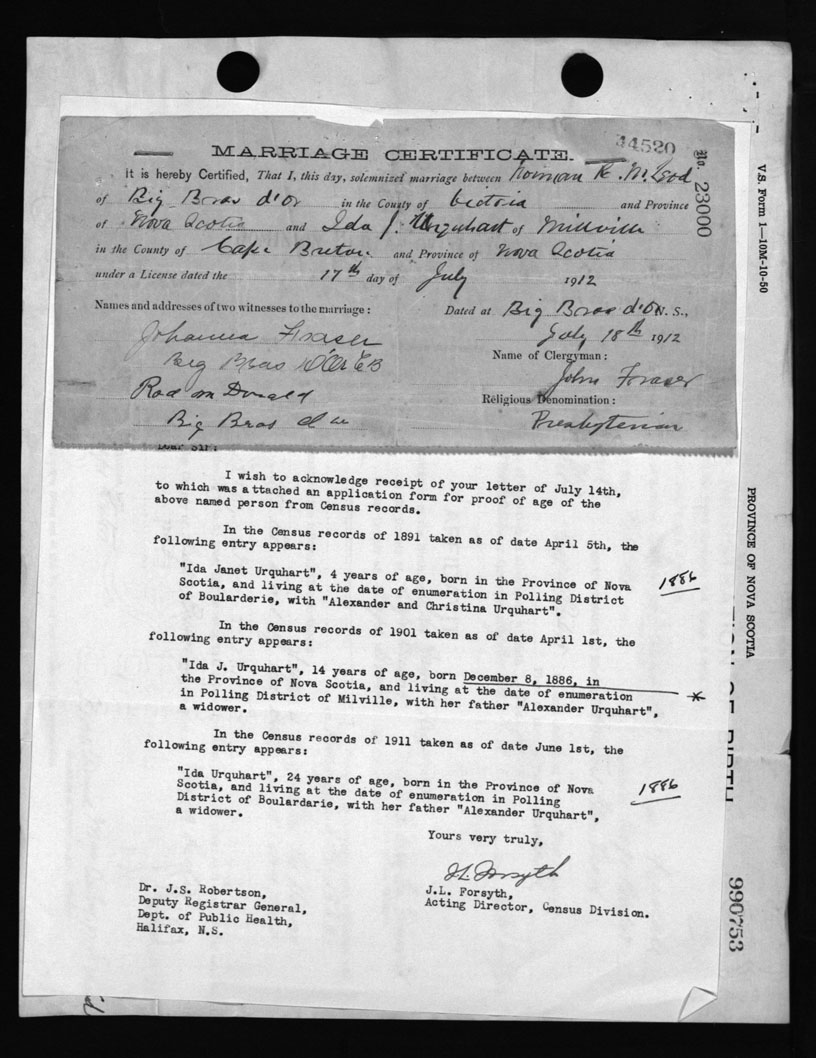 44520
MARRIAGE CERTIFICATE.
No 23000
It is hereby Certified, That I, this day, solemnized marriage between Norman K. McLeod
of Big Bras d'Or in the County of Victoria and Province
of Nova Scotia and Ida J. Urquhart of Millville
in the County of Cape Breton and Province of Nova Scotia
under a License dated the 17th day of July 1912
Names and addresses of two witnesses to the marriage:
Johanna Fraser
Big Bras D'Or CB
Rod McDonald
Big Bras d'or
Dated at Big Bras d'Or N. S.,
July 18th 1912
Name of Clergyman:
John Fraser
Religious Denomination:
Presbyterian
Dear Sir:
I wish to acknowledge receipt of your letter of July 14th,
to which was attached an application form for proof of age of the
above named person from Census records.
In the Census records of 1891 taken as of date April 5th, the
following entry appears:
"Ida Janet Urquhart", 4 years of age, born in the Province of Nova
Scotia, and living at the date of enumeration in Polling District
of Boularderie, with "Alexander and Christina Urquhart".
1886
In the Census records of 1901 taken as of date April 1st, the
following entry appears:
"Ida J. Urquhart", 14 years of age, born December 8, 1886, in
the Province of Nova Scotia, and living at the date of enumeration
in Polling District of Milville, with her father "Alexander Urquhart",
a widower.
In the Census records of 1911 taken as of date June 1st, the
following entry appears:
"Ida Urquhart", 24 years of age, born in the Province of Nova
Scotia, and living at the date of enumeration in Polling
District of Boulardarie, with her father "Alexander Urquhart",
a widower.
1886
Yours very truly,
J.L. Forsyth
J.L. Forsyth,
Acting Director, Census Division.
Dr. J.S. Robertson,
Deputy Registrar General,
Dept. of Public Health,
Halifax, N.S.
V.S. Form 1—10M-10-50
PROVINCE OF NOVA SCOTIA
OF BIRTH
990753